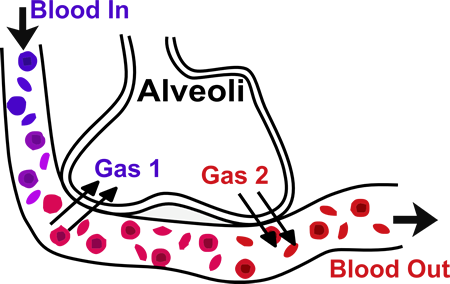 Blood In
Alveoli
Gas 1
Gas 2
Blood Out